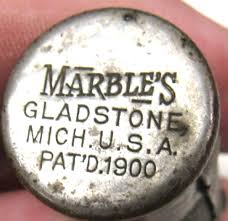 MARBLE'S
GLADSTONE,
MICH. U.S.A.
PAT'D.1900